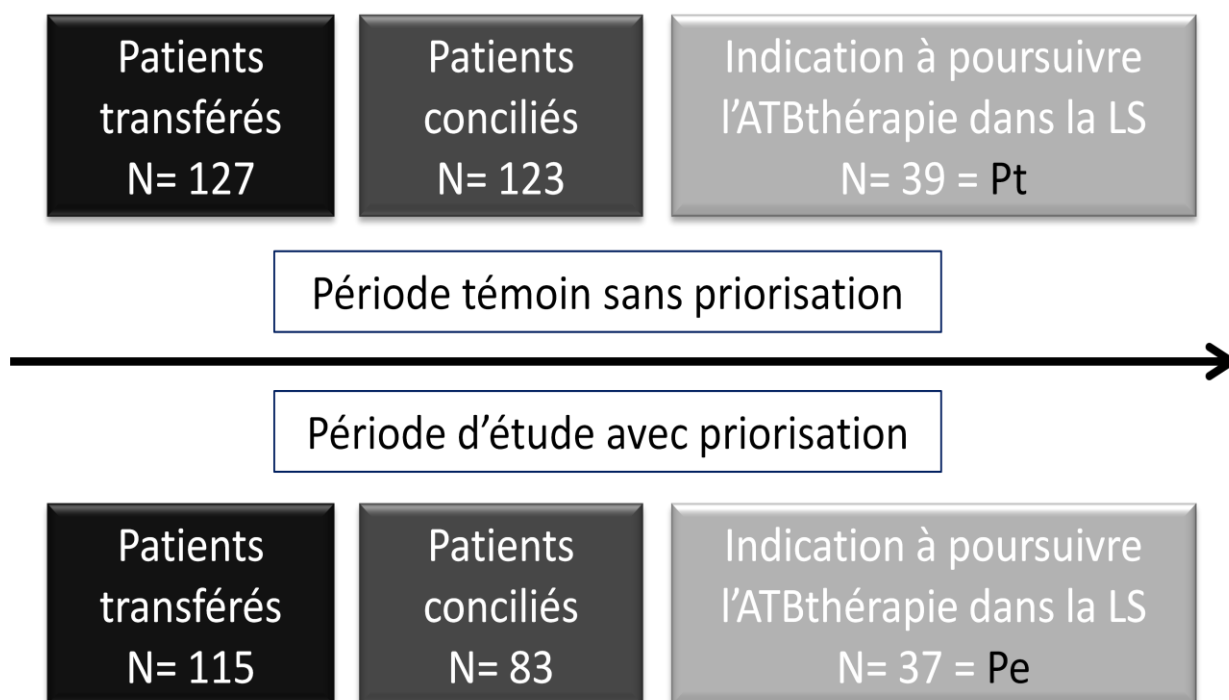 Patients
transférés
N= 127
Patients
conciliés
N= 123
Indication à poursuivre
l’ATBthérapie dans la LS
N= 39 = Pt
Période témoin sans priorisation
Période d’étude avec priorisation
Patients
transférés
N= 115
Patients
conciliés
N= 83
Indication à poursuivre
l’ATBthérapie dans la LS
N= 37 = Pe